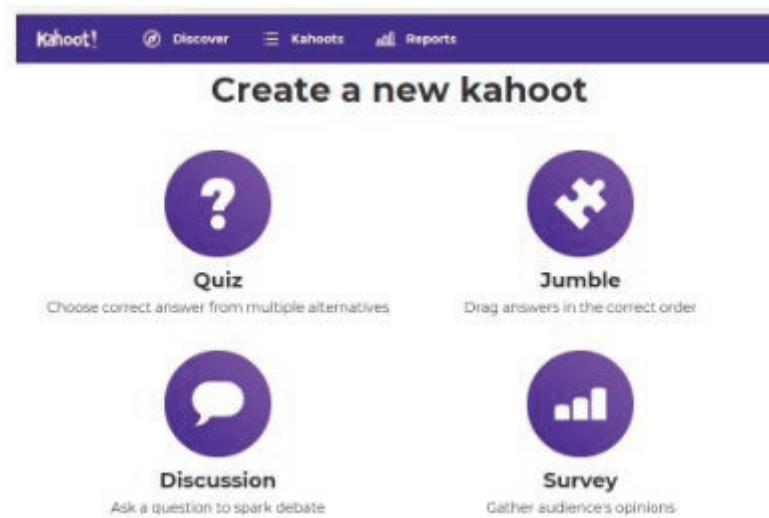 Kahoot! Discover Kahoots Reports
Create a new kahoot
Quiz
Choose correct answer from multiple alternatives
Jumble
Drag answers in the correct order
Discussion
Ask a question to spark debate
Survey
Gather audience's opinions